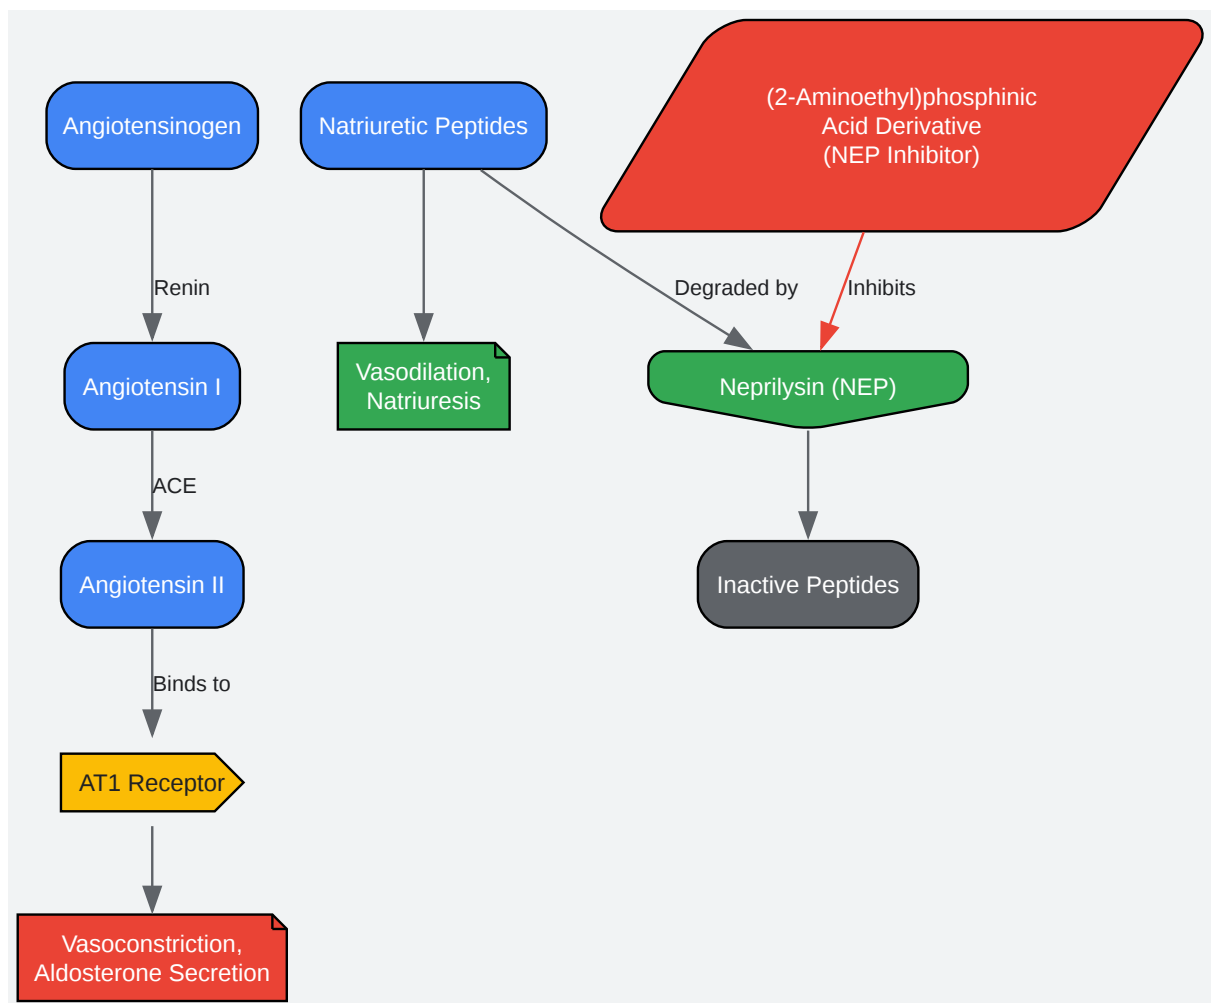 Angiotensinogen
Natriuretic Peptides
(2-Aminoethyl)phosphinic
Acid Derivative
(NEP Inhibitor)
Renin
Degraded by
Inhibits
Angiotensin I
Vasodilation,
Natriuresis
Neprilysin (NEP)
ACE
Angiotensin II
Inactive Peptides
Binds to
AT1 Receptor
Vasoconstriction,
Aldosterone Secretion